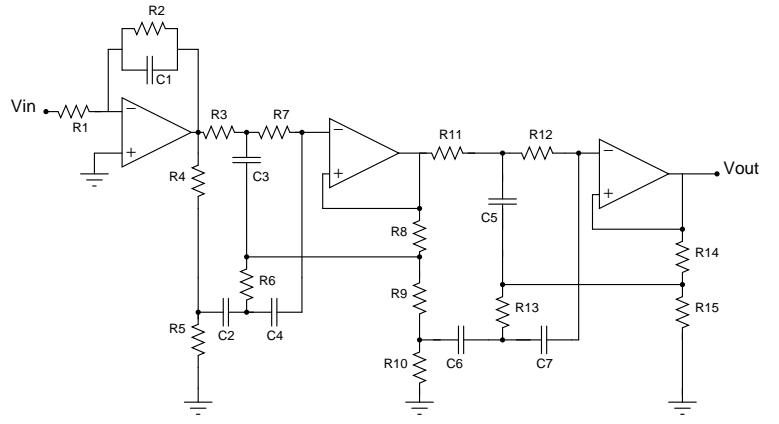 R2
C1
Vin
R1
−
+
R3
R7
R4
C3
−
+
R11
R12
−
+
Vout
C5
R8
R14
R6
R9
R13
R15
R5
C2
C4
R10
C6
C7